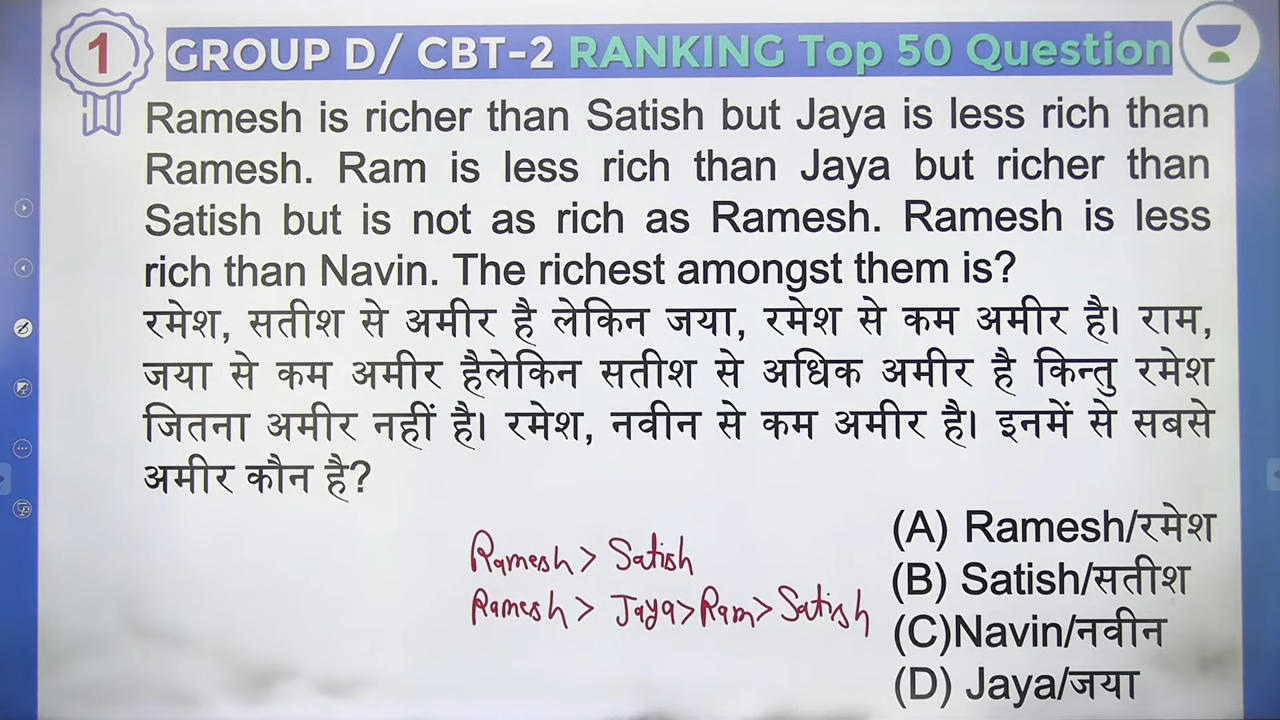 1
GROUP D/ CBT-2 RANKING Top 50 Question
Ramesh is richer than Satish but Jaya is less rich than
Ramesh. Ram is less rich than Jaya but richer than
Satish but is not as rich as Ramesh. Ramesh is less
rich than Navin. The richest amongst them is?
रमेश, सतीश से अमीर है लेकिन जया, रमेश से कम अमीर है। राम,
जया से कम अमीर हैलेकिन सतीश से अधिक अमीर है किन्तु रमेश
जितना अमीर नहीं है। रमेश, नवीन से कम अमीर है। इनमें से सबसे
अमीर कौन है?
Ramesh > Satish
Ramesh > Jaya > Ram > Satish
(A) Ramesh/रमेश
(B) Satish/सतीश
(C)Navin/नवीन
(D) Jaya/जया